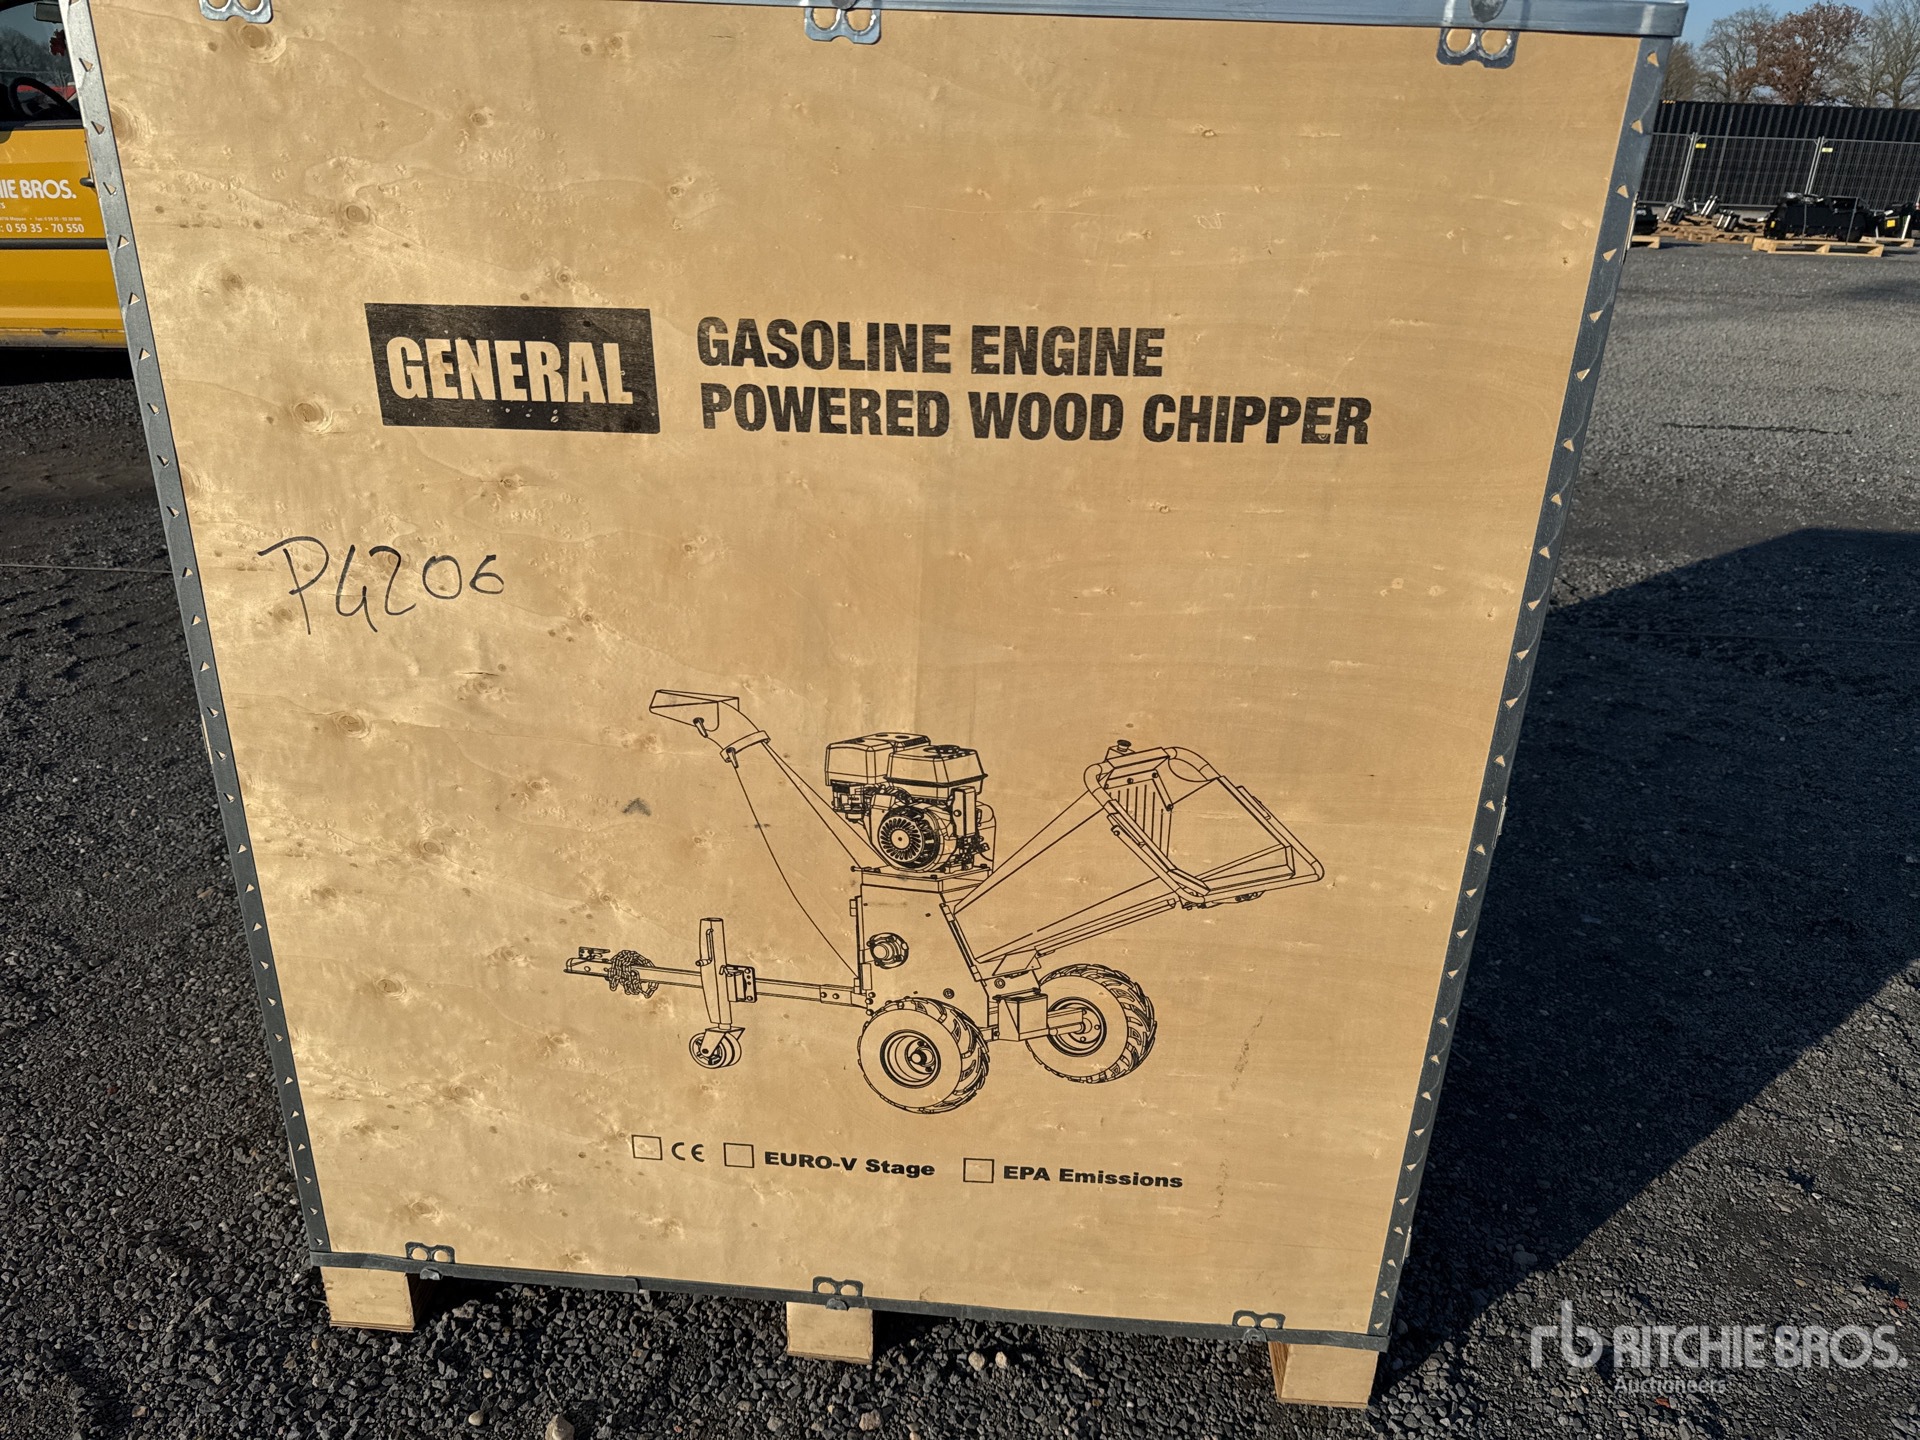 IE BROS.
: 0 59 35 - 70 550
GENERAL
GASOLINE ENGINE
POWERED WOOD CHIPPER
P4206
CE EURO-V Stage EPA Emissions
rb RITCHIE BROS.
Auctioneers